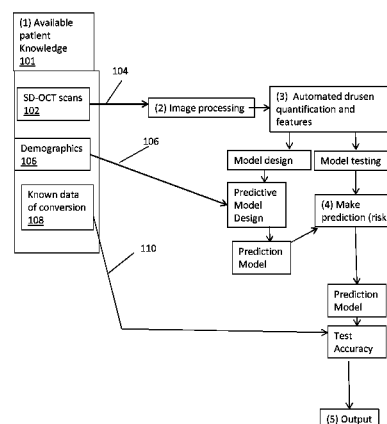 (1) Available
patient
Knowledge
101
104
SD-OCT scans
102
(2) Image processing
(3) Automated drusen
quantification and
features
Demographics
106
106
Model design
Model testing
Known data
of conversion
108
Predictive
Model
Design
(4) Make
prediction (risk
Prediction
Model
110
Prediction
Model
Test
Accuracy
(5) Output